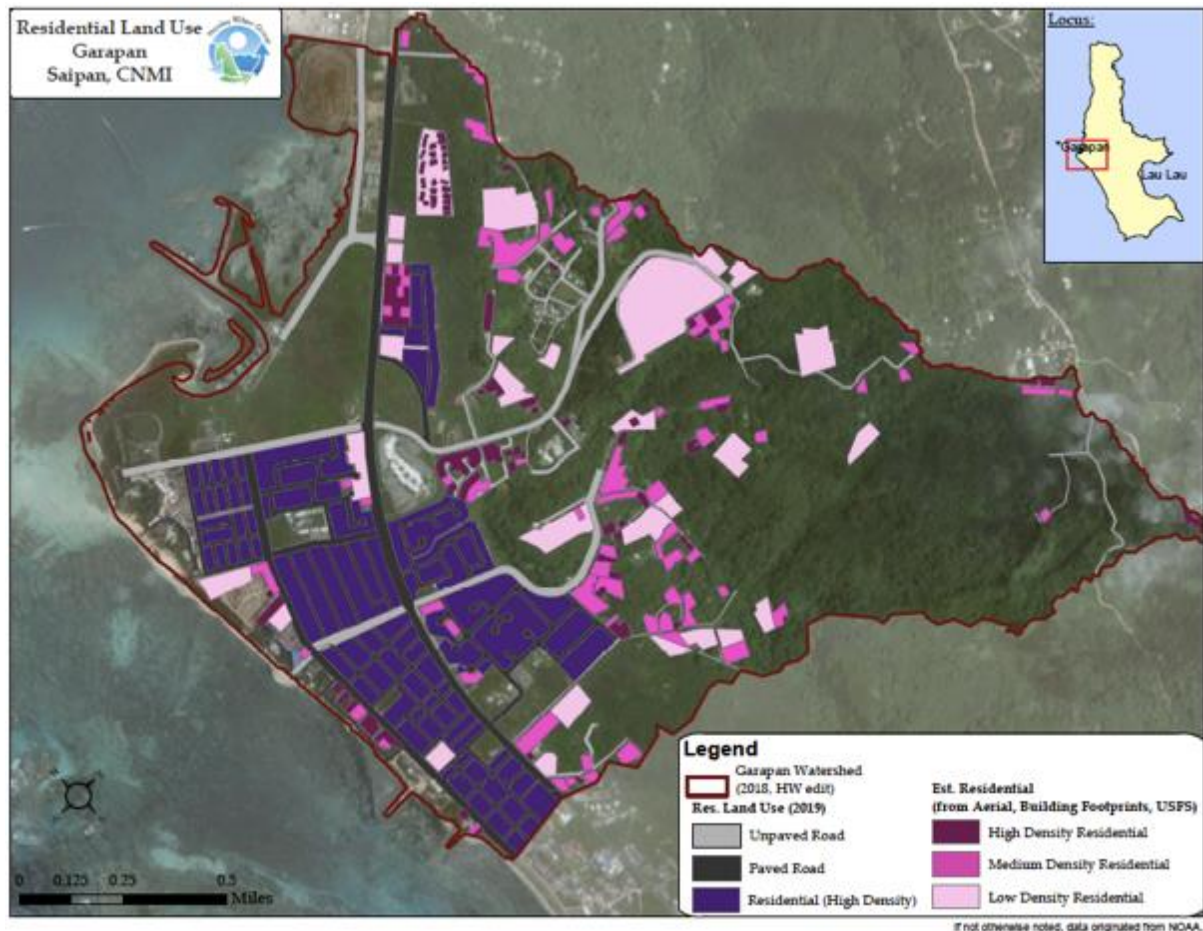 Residential Land Use
Garapan
Saipan, CNMI
Locus:
*Garapan
Lau Lau
Legend
Garapan Watershed
(2018, HW edit)
Res. Land Use (2019)
Unpaved Road
Paved Road
Residential (High Density)
Est. Residential
(from Aerial, Building Footprints, USFS)
High Density Residential
Medium Density Residential
Low Density Residential
0 0.125 0.25 0.5
Miles
If not otherwise noted, data originated from NOAA